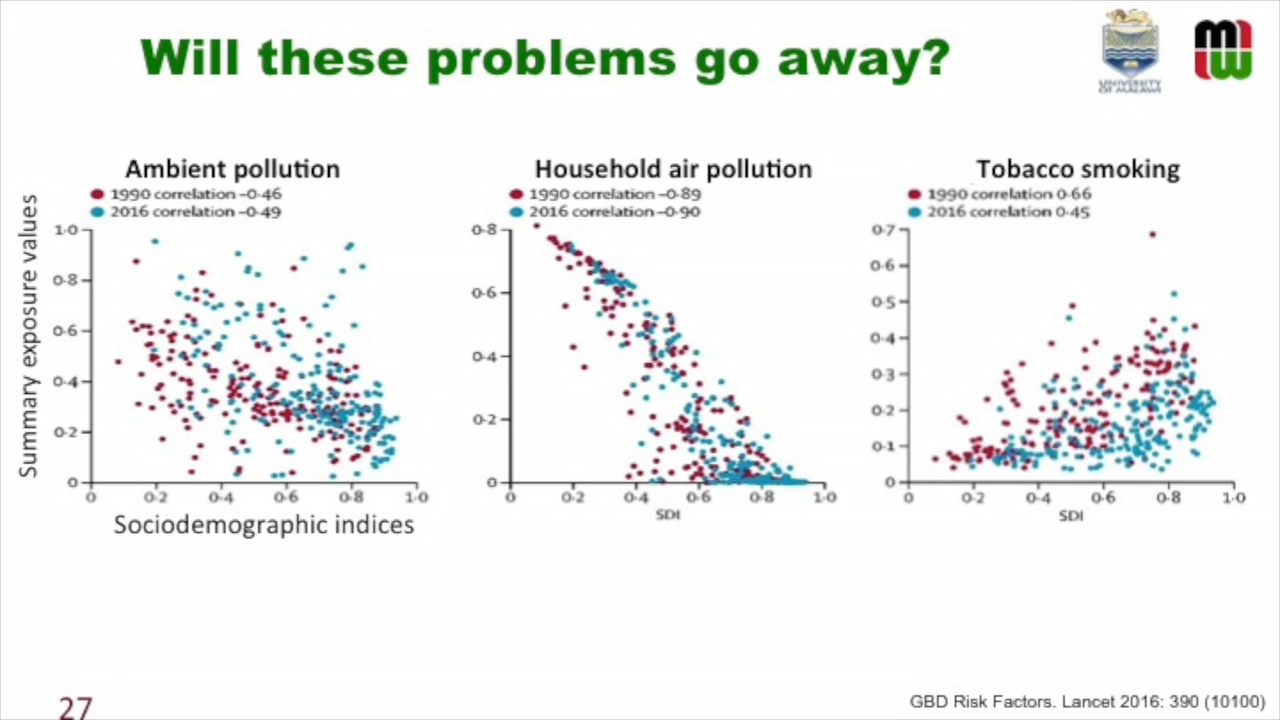 Will these problems go away?
UNIVERSITY
OF MALAWI
Ambient pollution
1990 correlation –0·46
2016 correlation –0·49
Summary exposure values
1·0
0·8
0·6
0·4
0·2
0
0 0·2 0·4 0·6 0·8 1·0
Sociodemographic indices
Household air pollution
1990 correlation –0·89
2016 correlation –0·90
0·8
0·6
0·4
0·2
0
0 0·2 0·4 0·6 0·8 1·0
SDI
Tobacco smoking
1990 correlation 0·66
2016 correlation 0·45
0·7
0·6
0·5
0·4
0·3
0·2
0·1
0
0 0·2 0·4 0·6 0·8 1·0
SDI
27
GBD Risk Factors. Lancet 2016: 390 (10100)